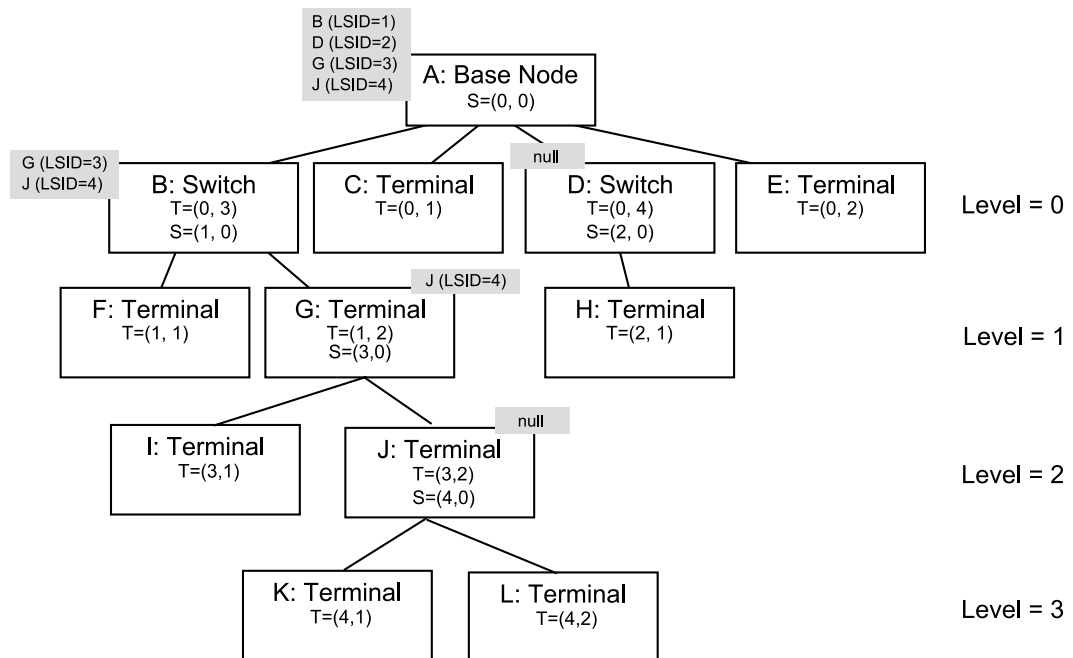 B (LSID=1)
D (LSID=2)
G (LSID=3)
J (LSID=4)
A: Base Node
S=(0, 0)
G (LSID=3)
J (LSID=4)
B: Switch
T=(0, 3)
S=(1, 0)
C: Terminal
T=(0, 1)
null
D: Switch
T=(0, 4)
S=(2, 0)
E: Terminal
T=(0, 2)
Level = 0
F: Terminal
T=(1, 1)
J (LSID=4)
G: Terminal
T=(1, 2)
S=(3,0)
H: Terminal
T=(2, 1)
Level = 1
I: Terminal
T=(3,1)
null
J: Terminal
T=(3,2)
S=(4,0)
Level = 2
K: Terminal
T=(4,1)
L: Terminal
T=(4,2)
Level = 3